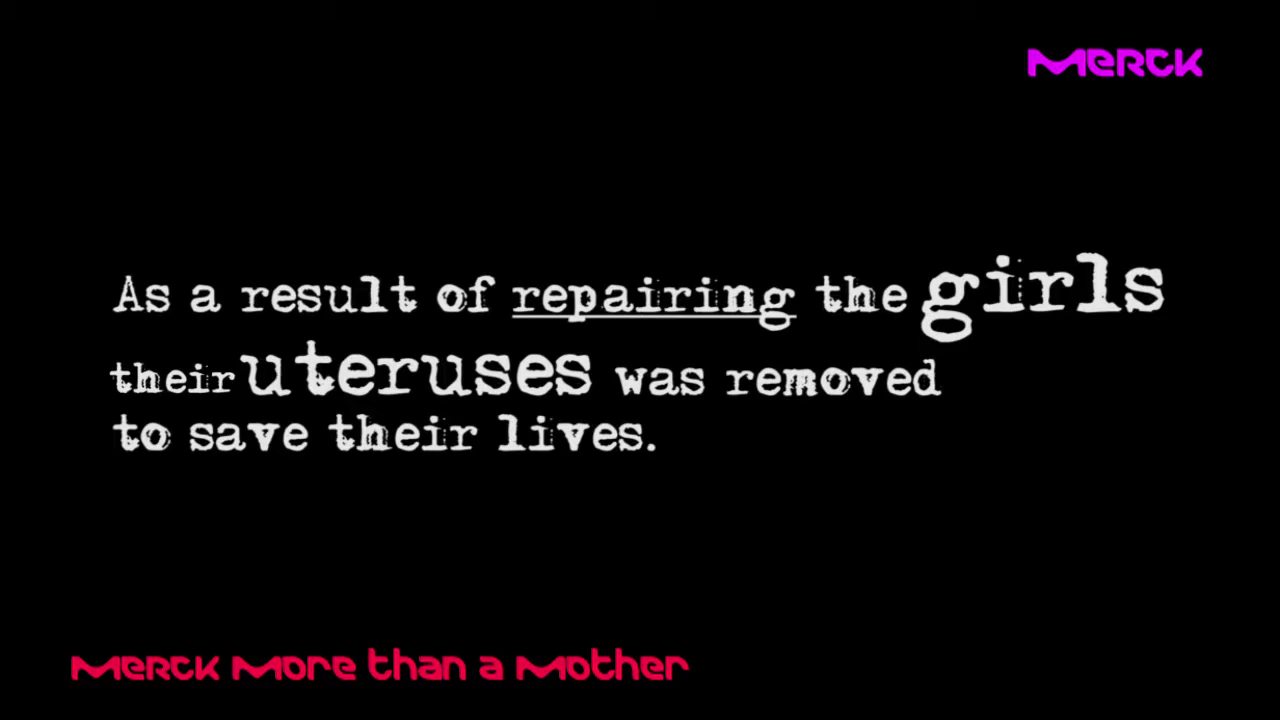 Merck
As a result of repairing the girls
their uteruses was removed
to save their lives.
Merck More than a Mother